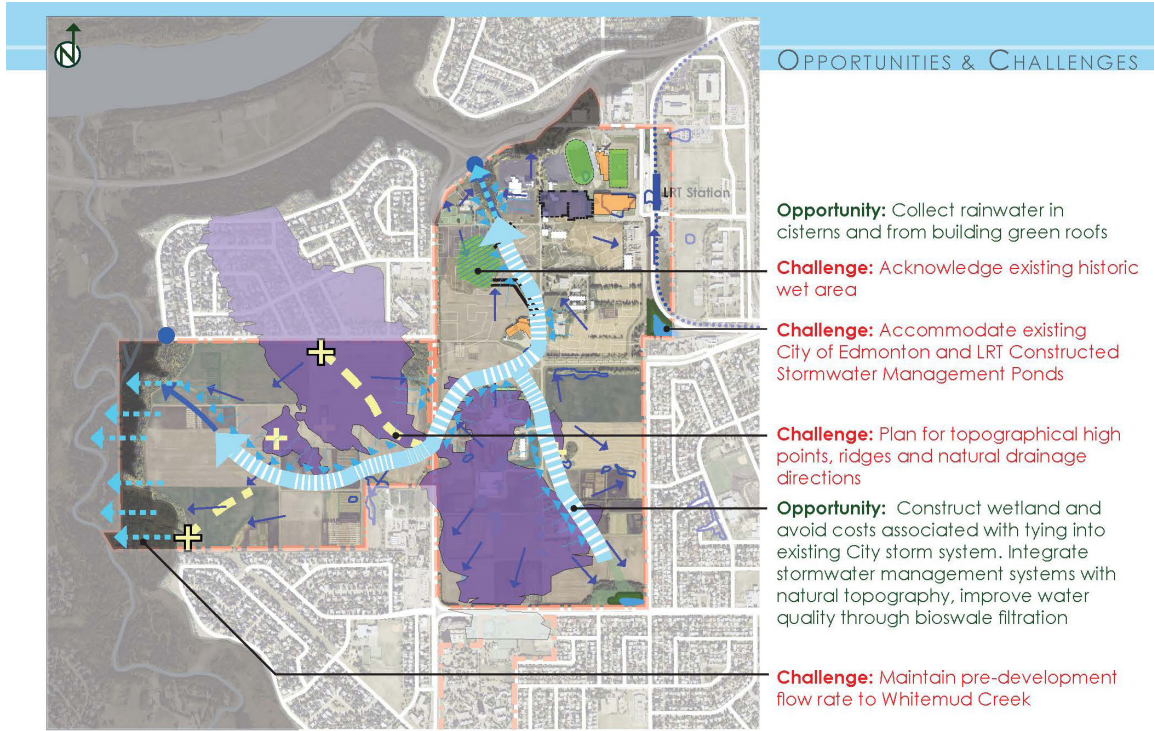 N
OPPORTUNITIES & CHALLENGES
LRT Station
Opportunity: Collect rainwater in
cisterns and from building green roofs
Challenge: Acknowledge existing historic
wet area
Challenge: Accommodate existing
City of Edmonton and LRT Constructed
Stormwater Management Ponds
Challenge: Plan for topographical high
points, ridges and natural drainage
directions
Opportunity: Construct wetland and
avoid costs associated with tying into
existing City storm system. Integrate
stormwater management systems with
natural topography, improve water
quality through bioswale filtration
Challenge: Maintain pre-development
flow rate to Whitemud Creek